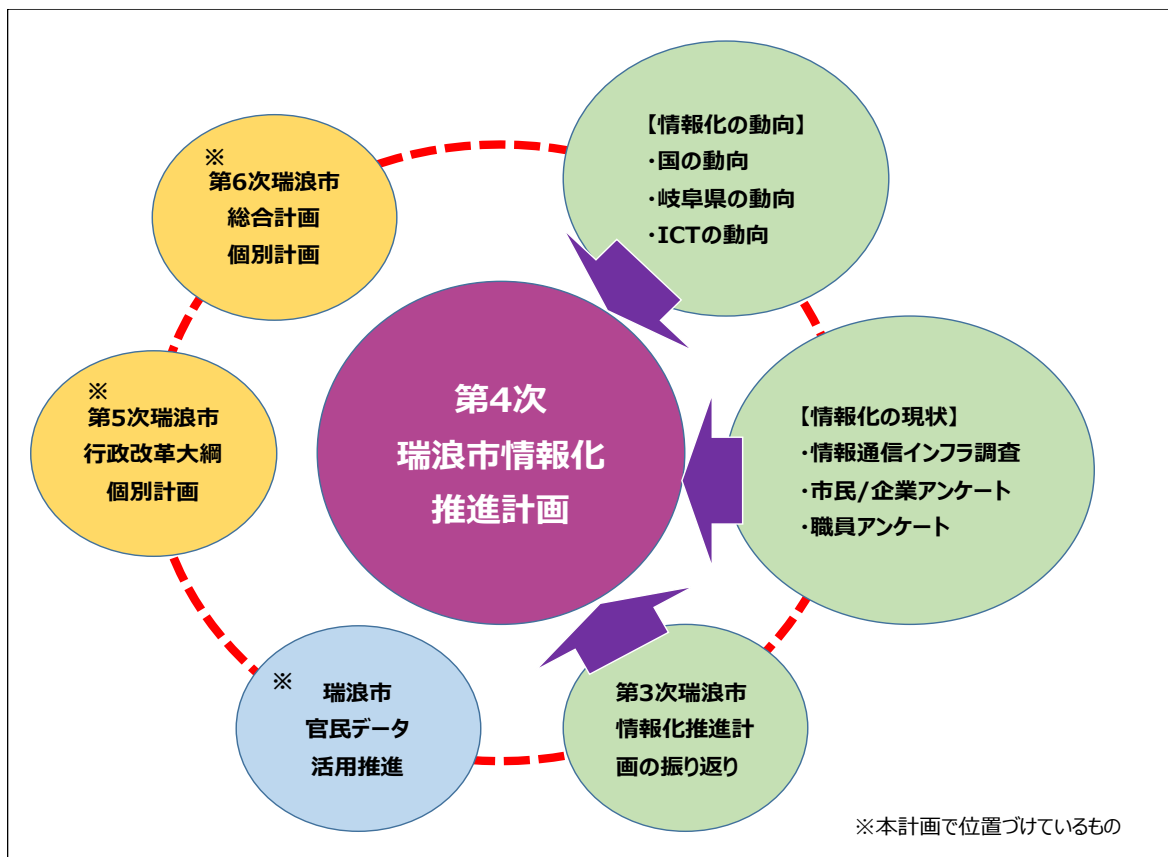 ※
第6次瑞浪市
総合計画
個別計画
【情報化の動向】
・国の動向
・岐阜県の動向
・ICTの動向
※
第5次瑞浪市
行政改革大綱
個別計画
第4次
瑞浪市情報化
推進計画
【情報化の現状】
・情報通信インフラ調査
・市民/企業アンケート
・職員アンケート
※
瑞浪市
官民データ
活用推進
第3次瑞浪市
情報化推進計
画の振り返り
※本計画で位置づけているもの